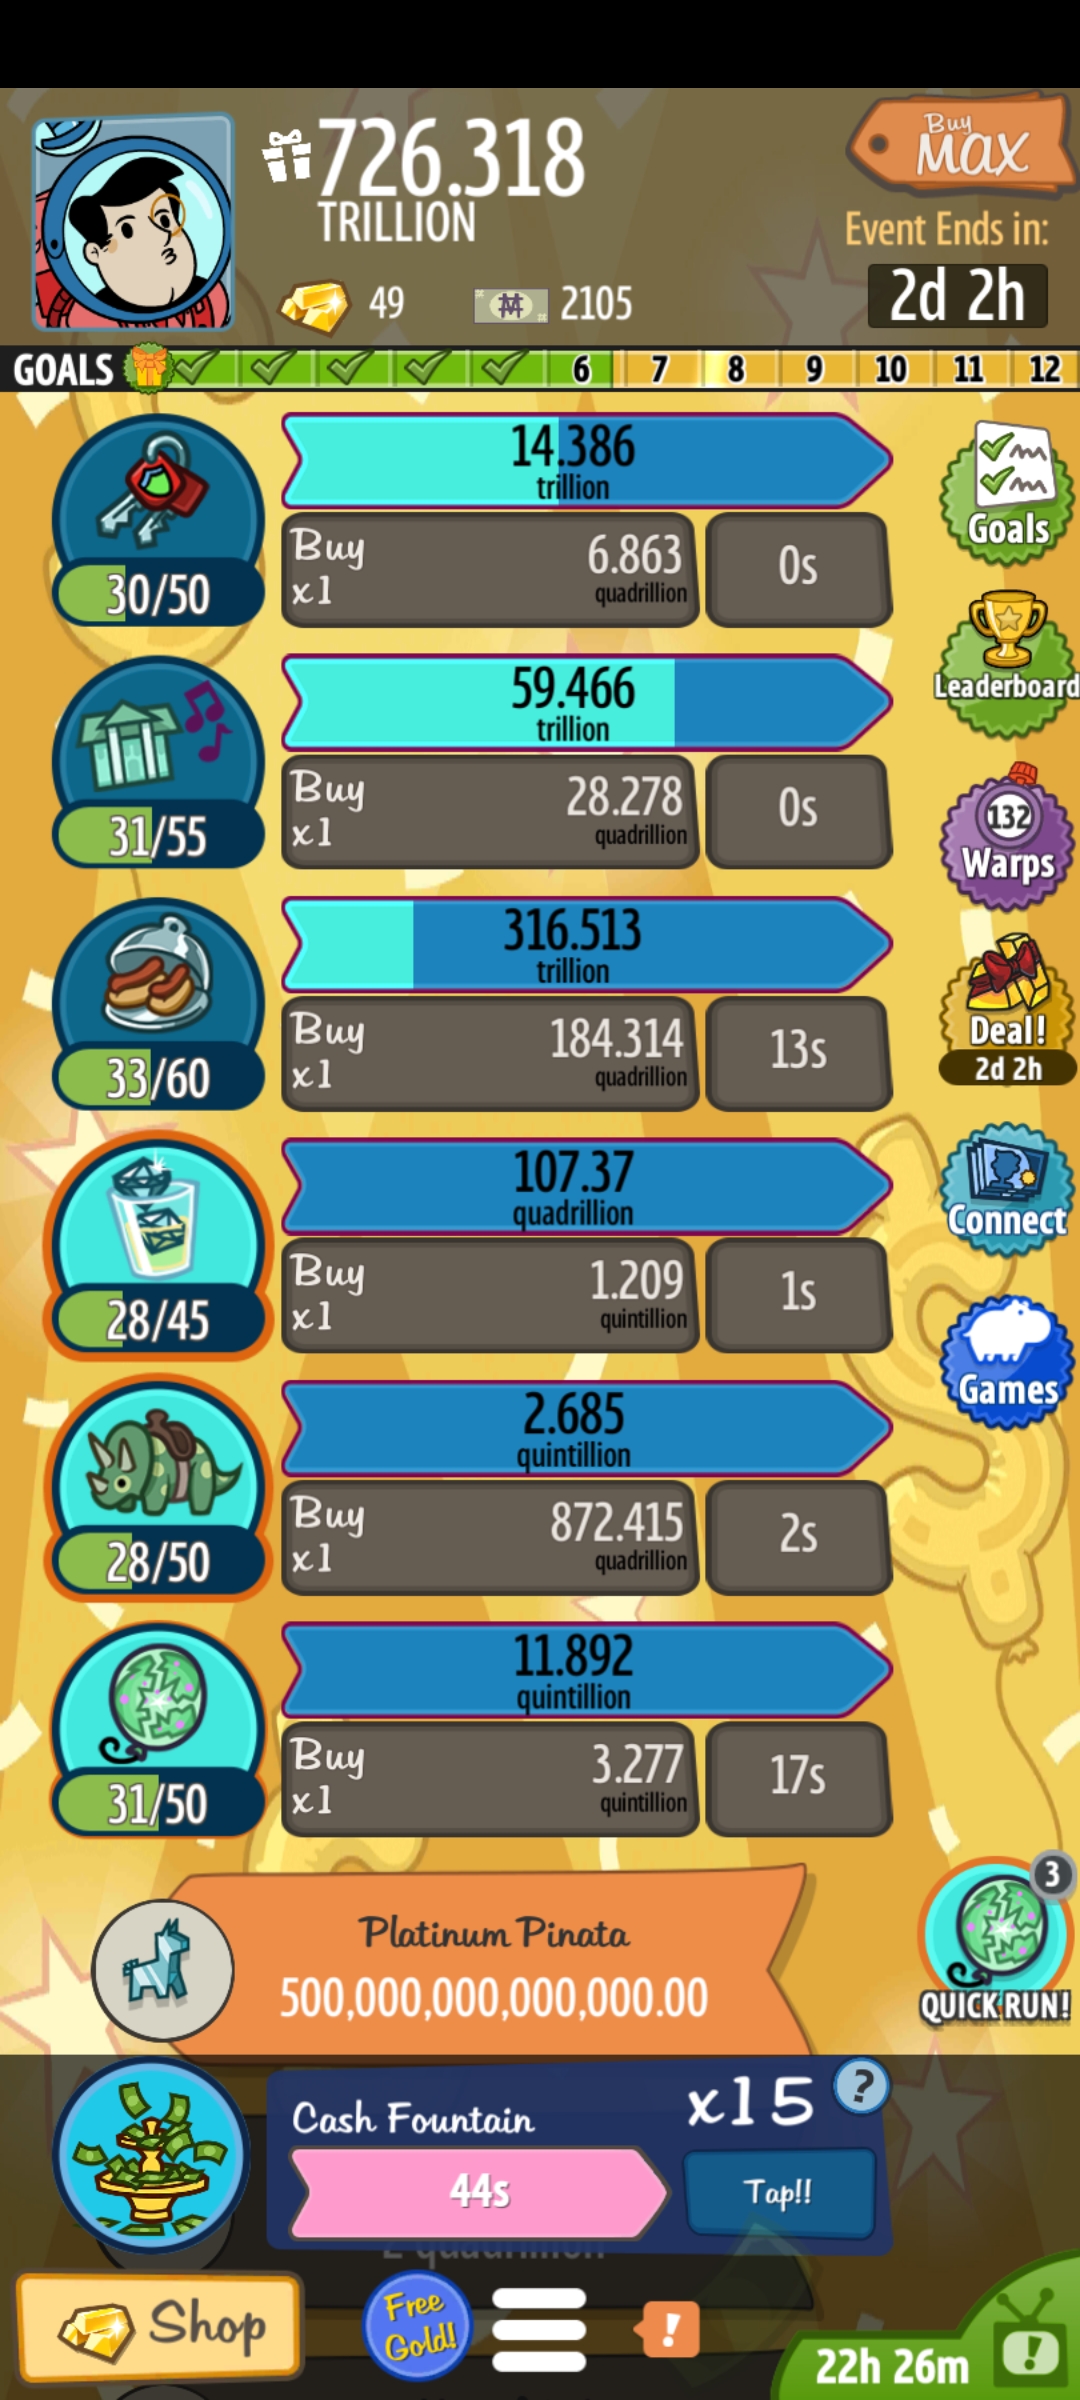 726.318
TRILLION
Buy
MAX
Event Ends in:
49
2105
2d 2h
GOALS
6 7 8 9 10 11 12
14.386
trillion
Buy
x1
6.863
quadrillion
0s
30/50
Goals
Leaderboard
59.466
trillion
Buy
x1
28.278
quadrillion
0s
31/55
132
Warps
316.513
trillion
Buy
x1
184.314
quadrillion
13s
33/60
Deal!
2d 2h
107.37
quadrillion
Buy
x1
1.209
quintillion
1s
28/45
Connect
Games
2.685
quintillion
Buy
x1
872.415
quadrillion
2s
28/50
11.892
quintillion
Buy
x1
3.277
quintillion
17s
31/50
Platinum Pinata
500,000,000,000,000.00
3
QUICK RUN!
Cash Fountain
x15
?
44s
Tap!!
2 quadrillion
Shop
Free
Gold!
!
22h 26m
!